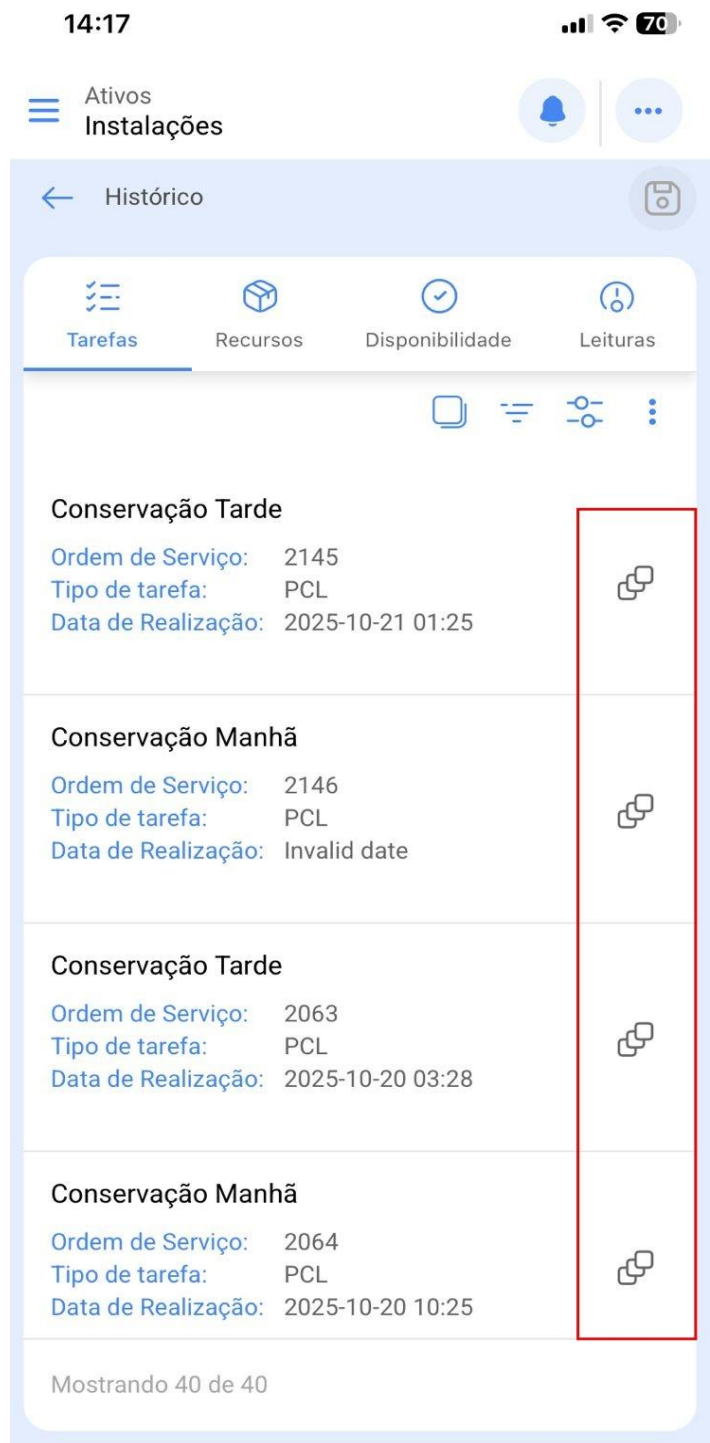 14:17
70
Ativos
Instalações
Histórico
Tarefas Recursos Disponibilidade Leituras
Conservação Tarde
Ordem de Serviço: 2145
Tipo de tarefa: PCL
Data de Realização: 2025-10-21 01:25
Conservação Manhã
Ordem de Serviço: 2146
Tipo de tarefa: PCL
Data de Realização: Invalid date
Conservação Tarde
Ordem de Serviço: 2063
Tipo de tarefa: PCL
Data de Realização: 2025-10-20 03:28
Conservação Manhã
Ordem de Serviço: 2064
Tipo de tarefa: PCL
Data de Realização: 2025-10-20 10:25
Mostrando 40 de 40